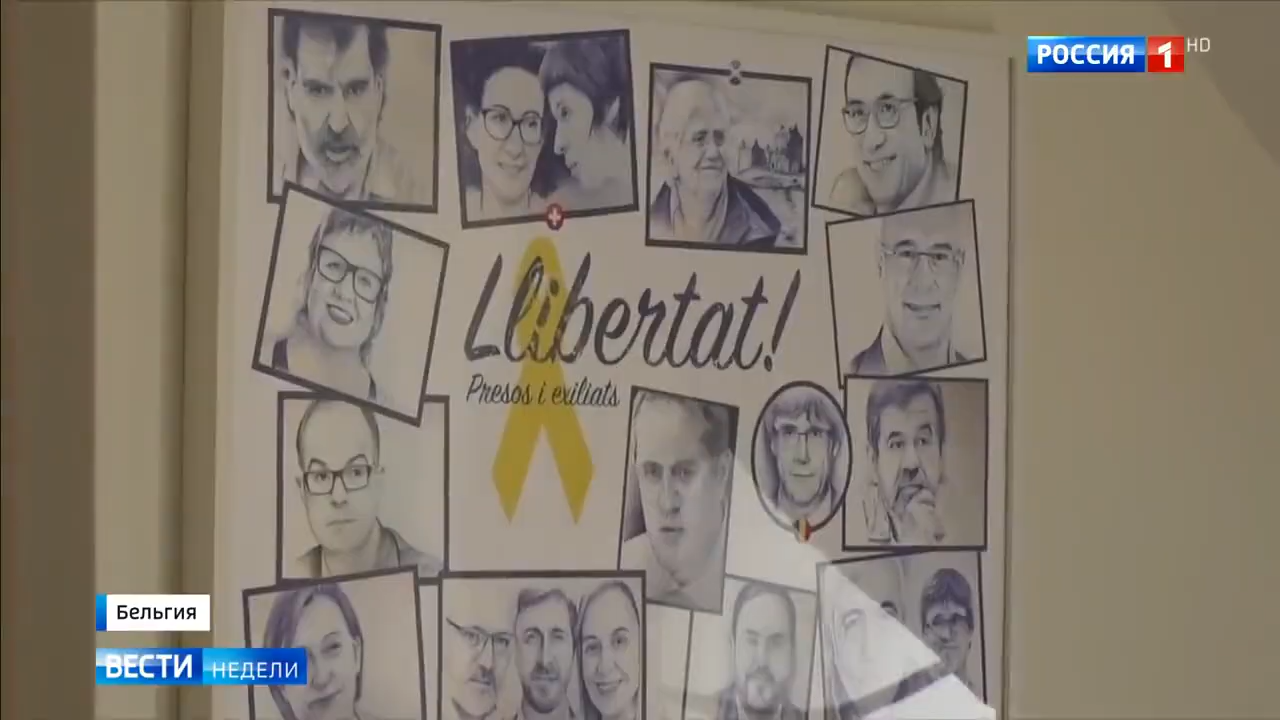 РОССИЯ 1 HD
Llibertat!
Presos i exiliats
Бельгия
ВЕСТИ НЕДЕЛИ